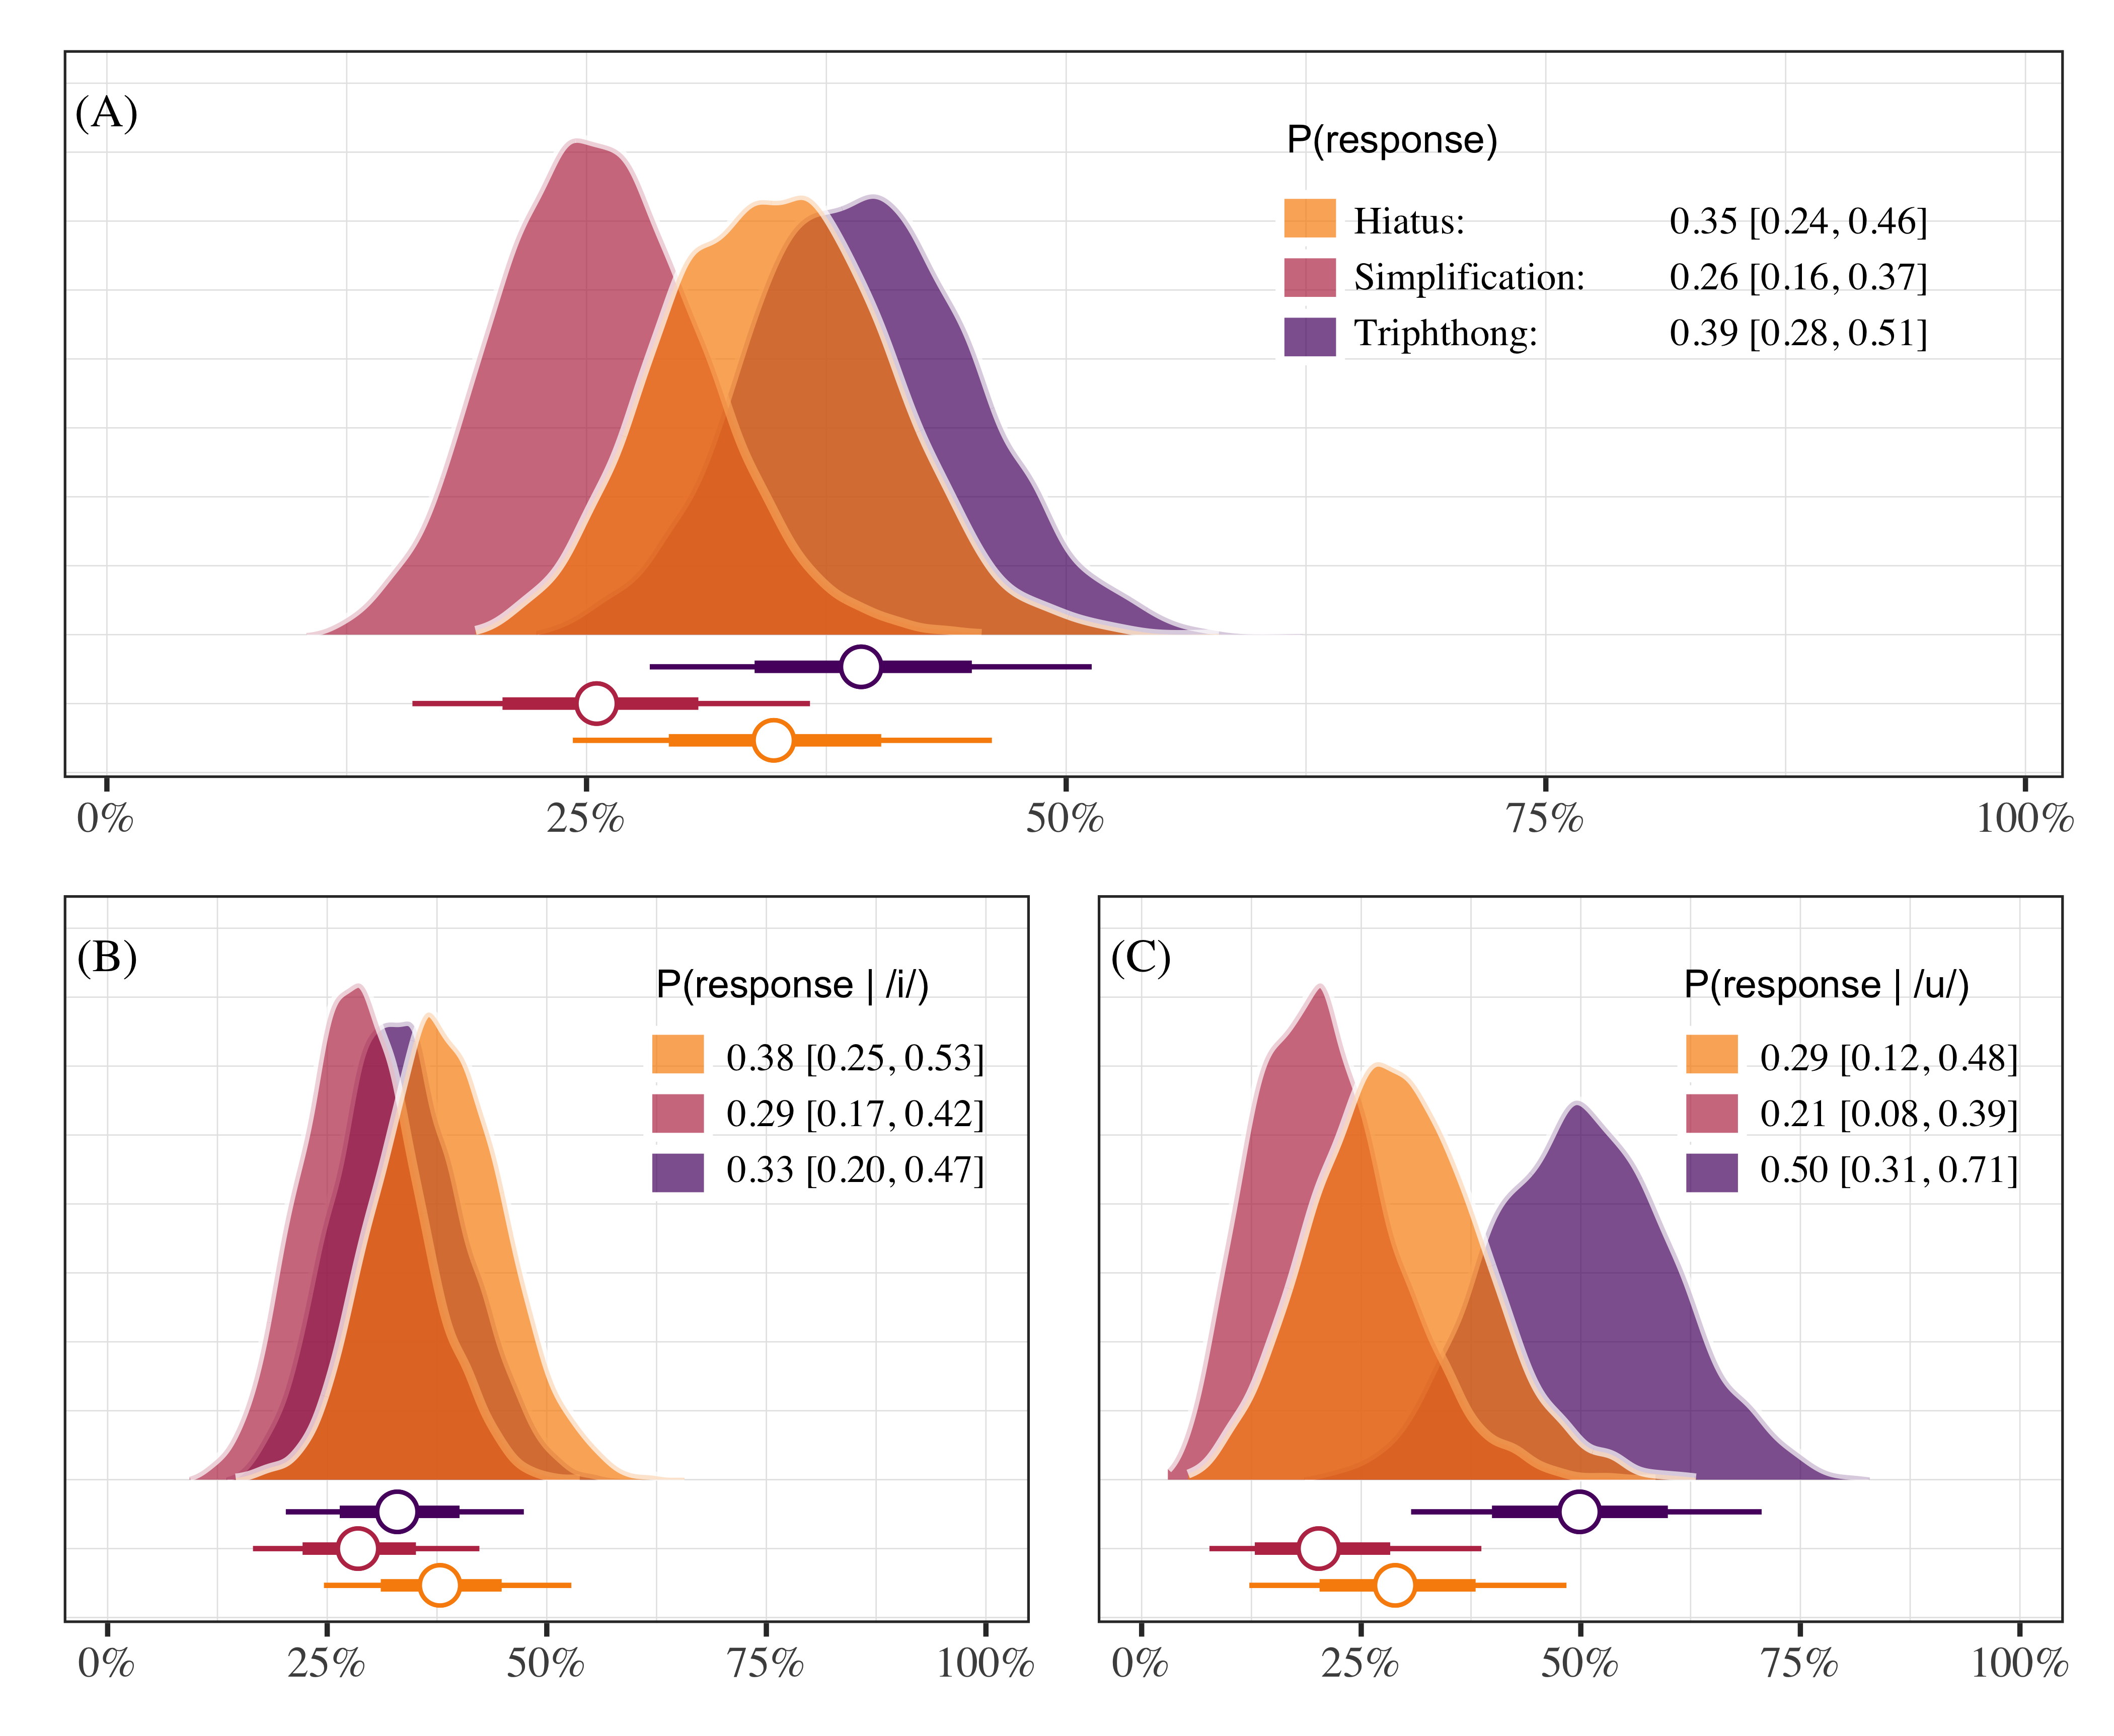 (A)
P(response)
Hiatus: 0.35 [0.24, 0.46]
Simplification: 0.26 [0.16, 0.37]
Triphthong: 0.39 [0.28, 0.51]
0% 25% 50% 75% 100%
(B)
P(response | /i/)
0.38 [0.25, 0.53]
0.29 [0.17, 0.42]
0.33 [0.20, 0.47]
0% 25% 50% 75% 100%
(C)
P(response | /u/)
0.29 [0.12, 0.48]
0.21 [0.08, 0.39]
0.50 [0.31, 0.71]
0% 25% 50% 75% 100%